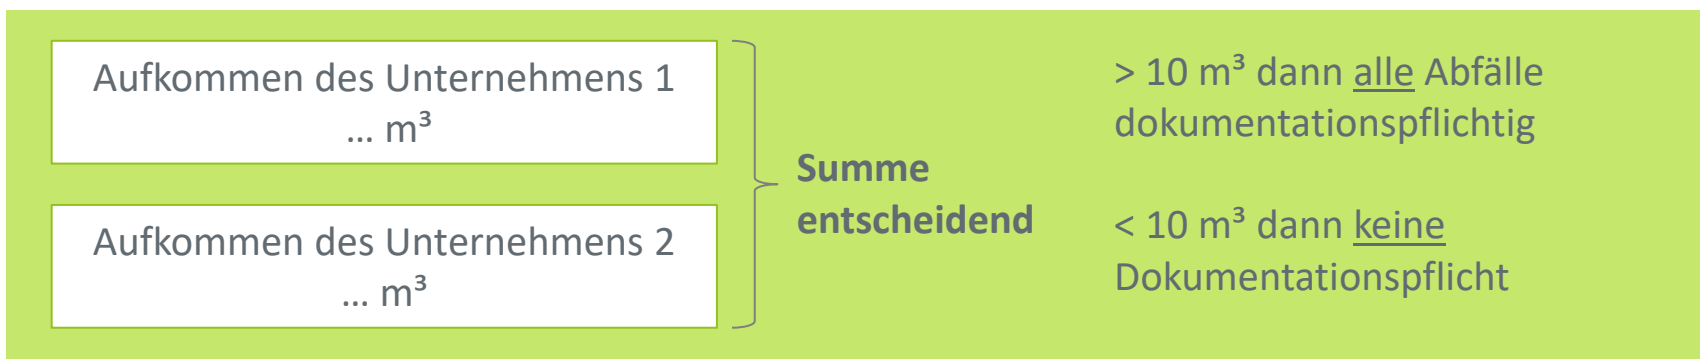 Aufkommen des Unternehmens 1
… m³
Aufkommen des Unternehmens 2
… m³
Summe
entscheidend
> 10 m³ dann alle Abfälle
dokumentationspflichtig
< 10 m³ dann keine
Dokumentationspflicht